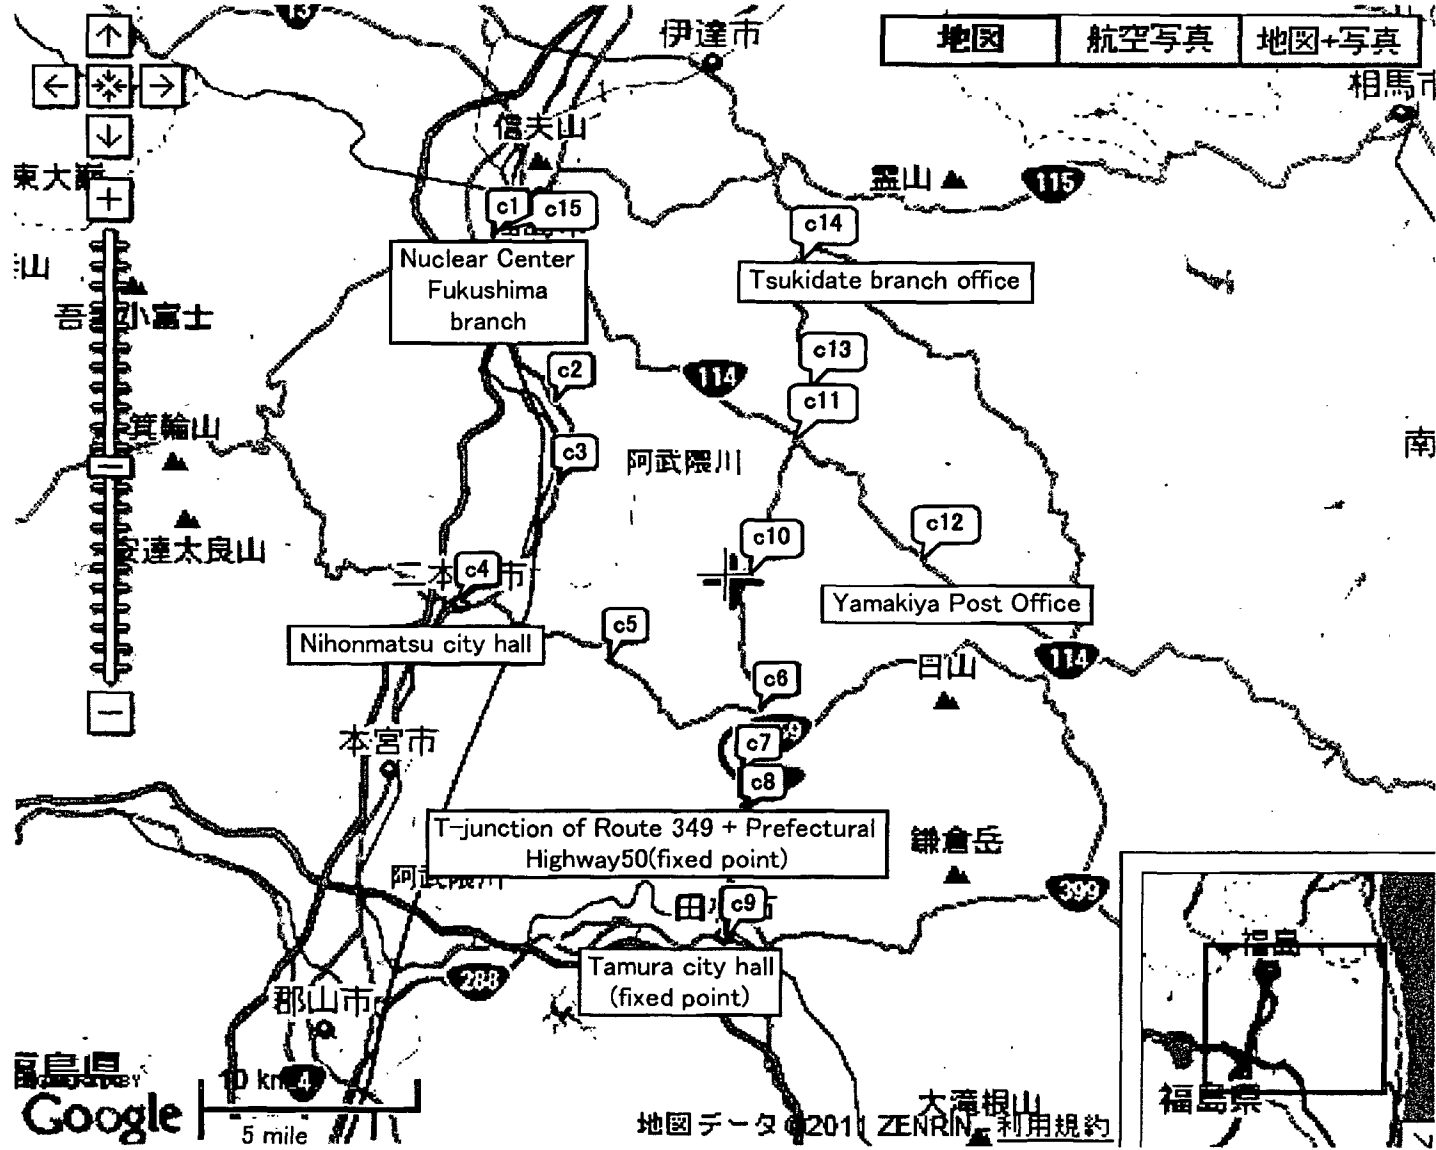 13
伊達市
地図
航空写真
地図+写真
相馬市
信夫山
霊山
115
c1
c15
c14
Nuclear Center
Fukushima
branch
Tsukidate branch office
山
小富士
c13
c2
114
c11
箕輪山
c3
阿武隈川
南
c10
c12
安達太良山
c4
市
Yamakiya Post Office
c5
Nihonmatsu city hall
114
日山
c6
本宮市
c7
c8
T-junction of Route 349 + Prefectural
Highway50(fixed point)
鎌倉岳
399
c9
福島
Tamura city hall
(fixed point)
288
郡山市
福島県
10 km
4
福島県
Google
5 mile
大滝根山
地図データ ©2011 ZENRIN - 利用規約